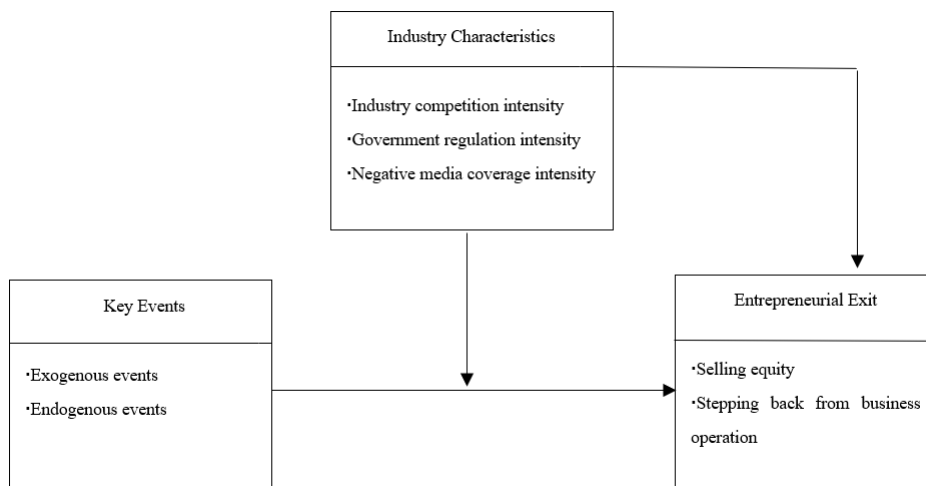 Industry Characteristics
·Industry competition intensity
·Government regulation intensity
·Negative media coverage intensity
Key Events
·Exogenous events
·Endogenous events
Entrepreneurial Exit
·Selling equity
·Stepping back from business
operation